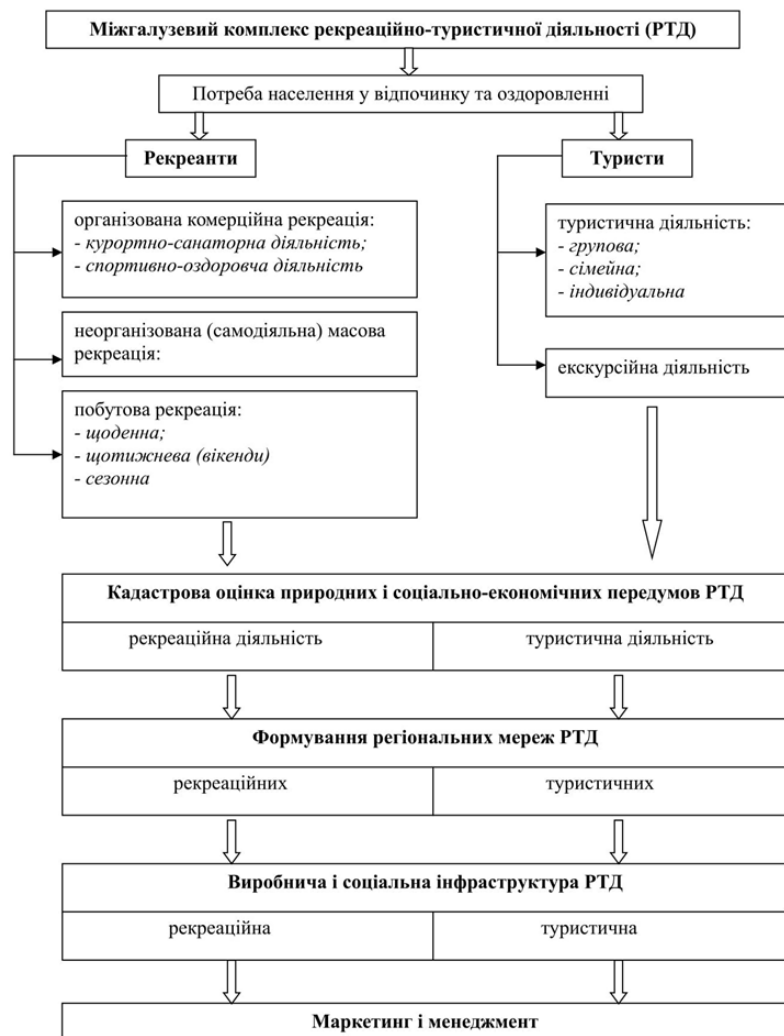 Міжгалузевий комплекс рекреаційно-туристичної діяльності (РТД)
Потреба населення у відпочинку та оздоровленні
Рекреанти
Туристи
організована комерційна рекреація:
- курортно-санаторна діяльність;
- спортивно-оздоровча діяльність
неорганізована (самодіяльна) масова
рекреація:
побутова рекреація:
- щоденна;
- щотижнева (вікенди)
- сезонна
туристична діяльність:
- групова;
- сімейна;
- індивідуальна
екскурсійна діяльність
Кадастрова оцінка природних і соціально-економічних передумов РТД
рекреаційна діяльність
туристична діяльність
Формування регіональних мереж РТД
рекреаційних
туристичних
Виробнича і соціальна інфраструктура РТД
рекреаційна
туристична
Маркетинг і менеджмент